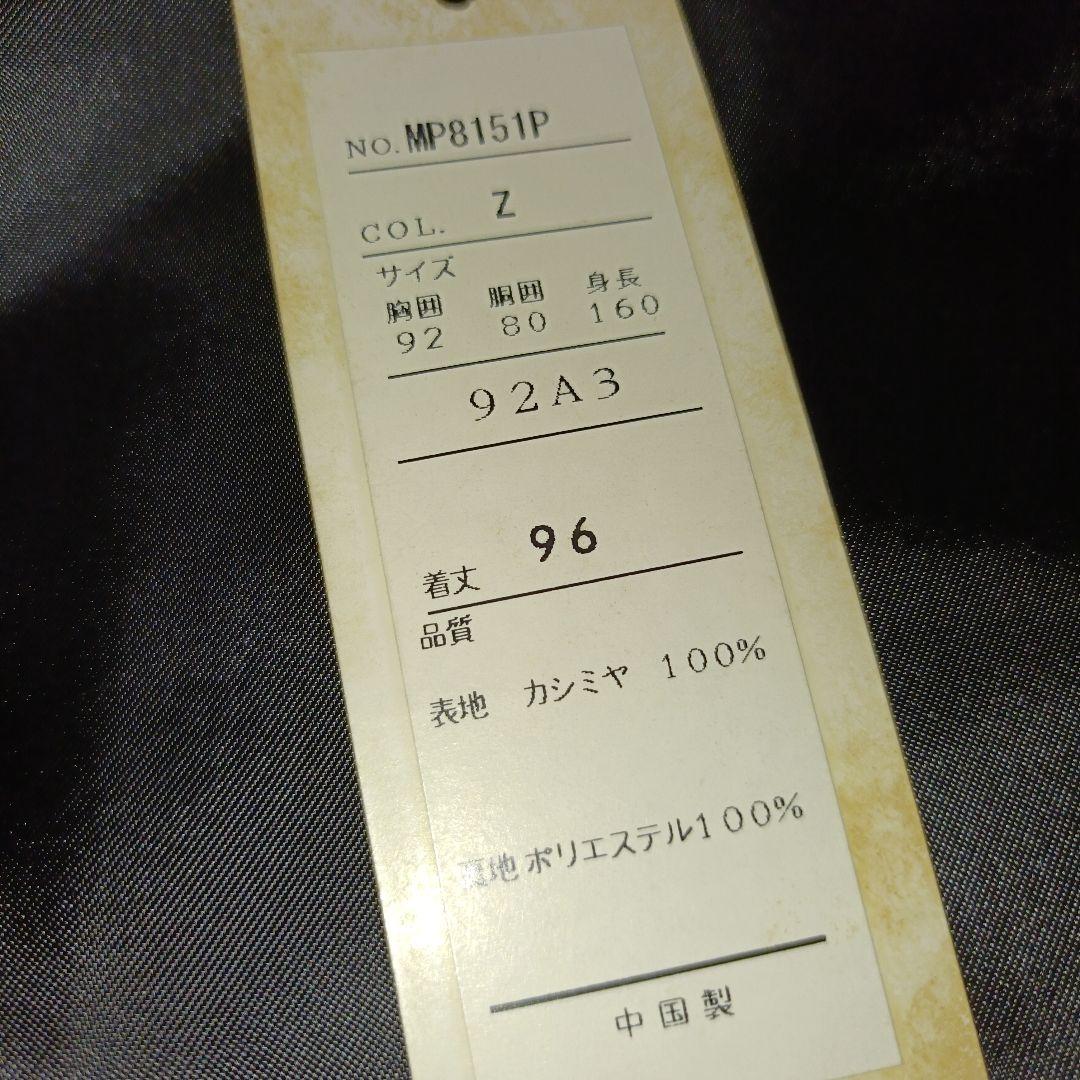 NO. MP8151P
COL. Z
サイズ
胸囲 胴囲 身長
92 80 160
92A3
着丈 96
品質
表地 カシミヤ 100%
裏地 ポリエステル100%
中国製